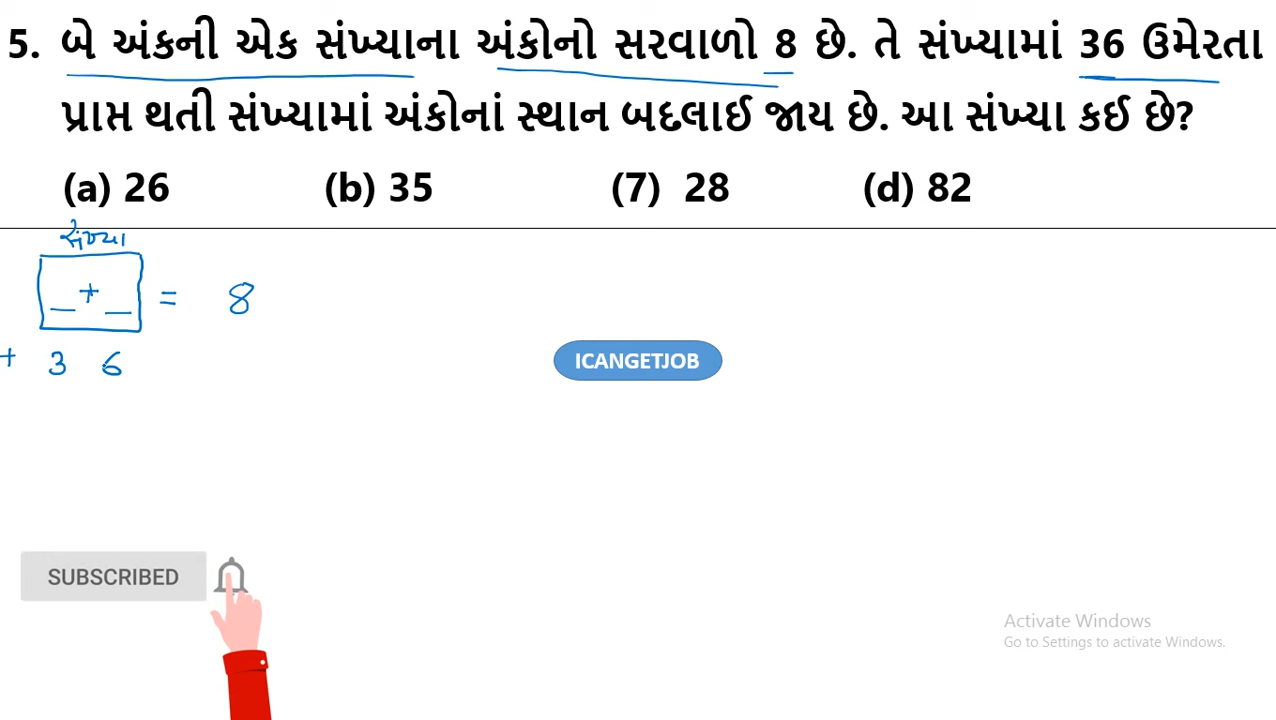 5. બે અંકની એક સંખ્યાના અંકોનો સરવાળો 8 છે. તે સંખ્યામાં 36 ઉમેરતા
પ્રાપ્ત થતી સંખ્યામાં અંકોનાં સ્થાન બદલાઈ જાય છે. આ સંખ્યા કઈ છે?
(a) 26 (b) 35 (7) 28 (d) 82
સંખ્યા
_ + _ = 8
+ 3 6
ICANGETJOB
SUBSCRIBED
Activate Windows
Go to Settings to activate Windows.